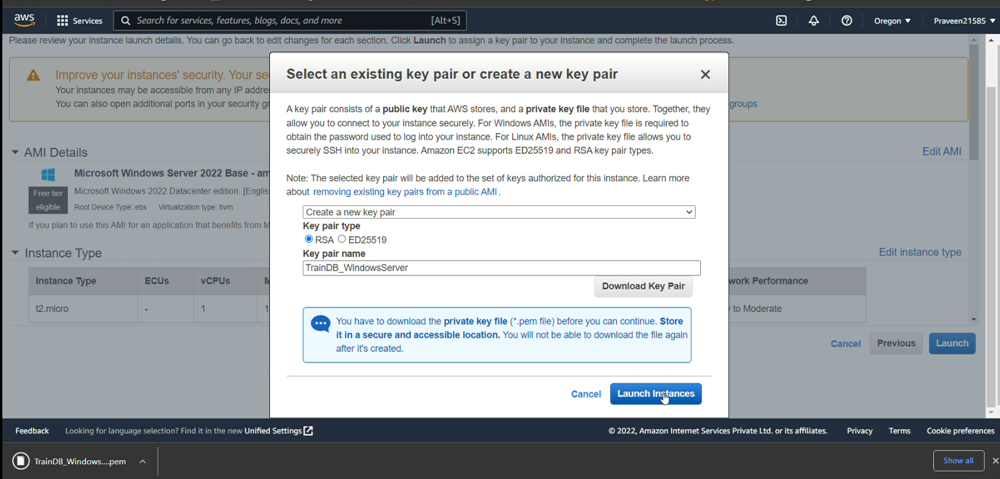 aws
Services
Search for services, features, blogs, docs, and more
[Alt+S]
Oregon
Praveen21585
Please review your instance launch details. You can go back to edit changes for each section. Click Launch to assign a key pair to your instance and complete the launch process.
Improve your instances' security. Your
Your instances may be accessible from any IP
You can also open additional ports in your security
groups
AMI Details
Edit AMI
Microsoft Windows Server 2022 Base -
Free tier
eligible
Microsoft Windows 2022 Datacenter edition.
Root Device Type: ebs
Virtualization type: hvm
If you plan to use this AMI for an application that benefits from
Instance Type
Edit instance type
Instance Type
ECUs
vCPUs
Performance
t2.micro
-
1
to Moderate
Cancel
Previous
Launch
Select an existing key pair or create a new key pair
A key pair consists of a public key that AWS stores, and a private key file that you store. Together, they
allow you to connect to your instance securely. For Windows AMIs, the private key file is required to
obtain the password used to log into your instance. For Linux AMIs, the private key file allows you to
securely SSH into your instance. Amazon EC2 supports ED25519 and RSA key pair types.
Note: The selected key pair will be added to the set of keys authorized for this instance. Learn more
about removing existing key pairs from a public AMI.
Create a new key pair
Key pair type
RSA
ED25519
Key pair name
TrainDB_WindowsServer
Download Key Pair
You have to download the private key file (*.pem file) before you can continue. Store
it in a secure and accessible location. You will not be able to download the file again
after it's created.
Cancel
Launch Instances
Feedback
Looking for language selection? Find it in the new Unified Settings
© 2022, Amazon Internet Services Private Ltd. or its affiliates.
Privacy
Terms
Cookie preferences
TrainDB_Windows....pem
Show all